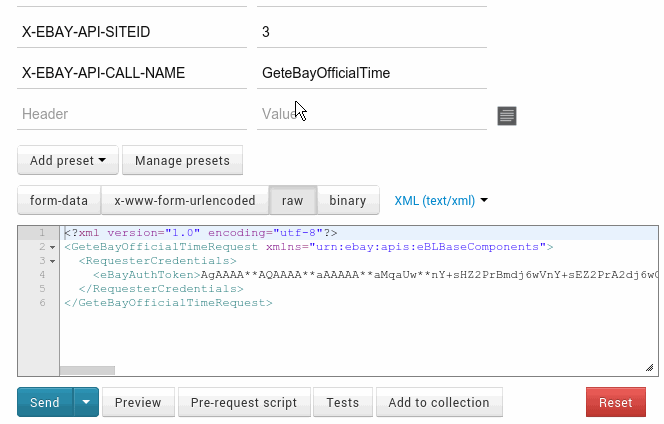 X-EBAY-API-SITEID 3
X-EBAY-API-CALL-NAME GeteBayOfficialTime
Header Value
Add preset Manage presets
form-data x-www-form-urlencoded raw binary XML (text/xml)
1 <?xml version="1.0" encoding="utf-8"?>
2 <GeteBayOfficialTimeRequest xmlns="urn:ebay:apis:eBLBaseComponents">
3 <RequesterCredentials>
4 <eBayAuthToken>AgAAAA**AQAAAA**aAAAAA**aMqaUw**nY+sHZ2PrBmdj6wVnY+sEZ2PrA2dj6w
5 </RequesterCredentials>
6 </GeteBayOfficialTimeRequest>
Send Preview Pre-request script Tests Add to collection Reset